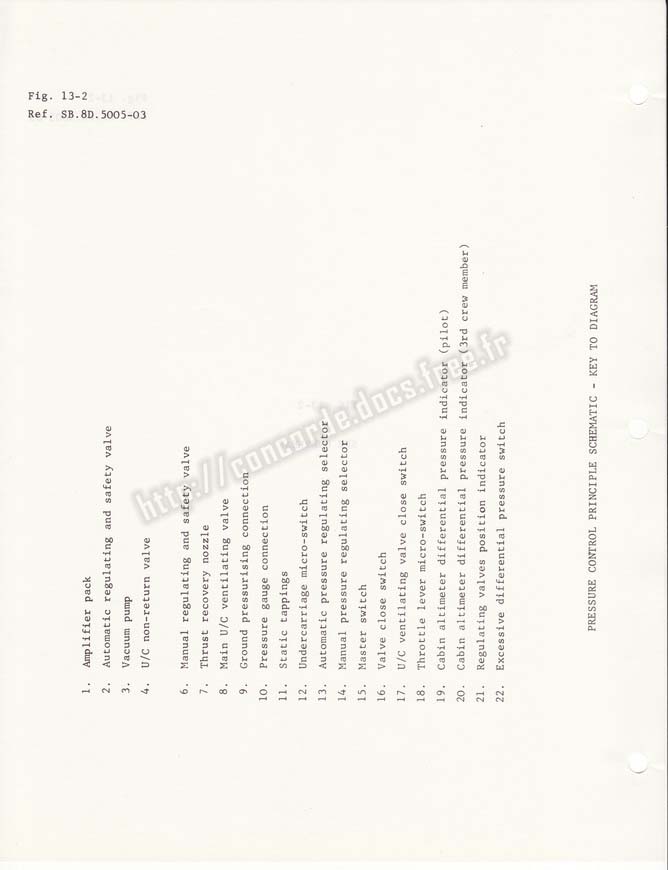 Fig. 13-2
Ref. SB.8D.5005-03
1. Amplifier pack
2. Automatic regulating and safety valve
3. Vacuum pump
4. U/C non-return valve
6. Manual regulating and safety valve
7. Thrust recovery nozzle
8. Main U/C ventilating valve
9. Ground pressurising connection
10. Pressure gauge connection
11. Static tappings
12. Undercarriage micro-switch
13. Automatic pressure regulating selector
14. Manual pressure regulating selector
15. Master switch
16. Valve close switch
17. U/C ventilating valve close switch
18. Throttle lever micro-switch
19. Cabin altimeter differential pressure indicator (pilot)
20. Cabin altimeter differential pressure indicator (3rd crew member)
21. Regulating valves position indicator
22. Excessive differential pressure switch
PRESSURE CONTROL PRINCIPLE SCHEMATIC - KEY TO DIAGRAM
http://concorde.docs.free.fr